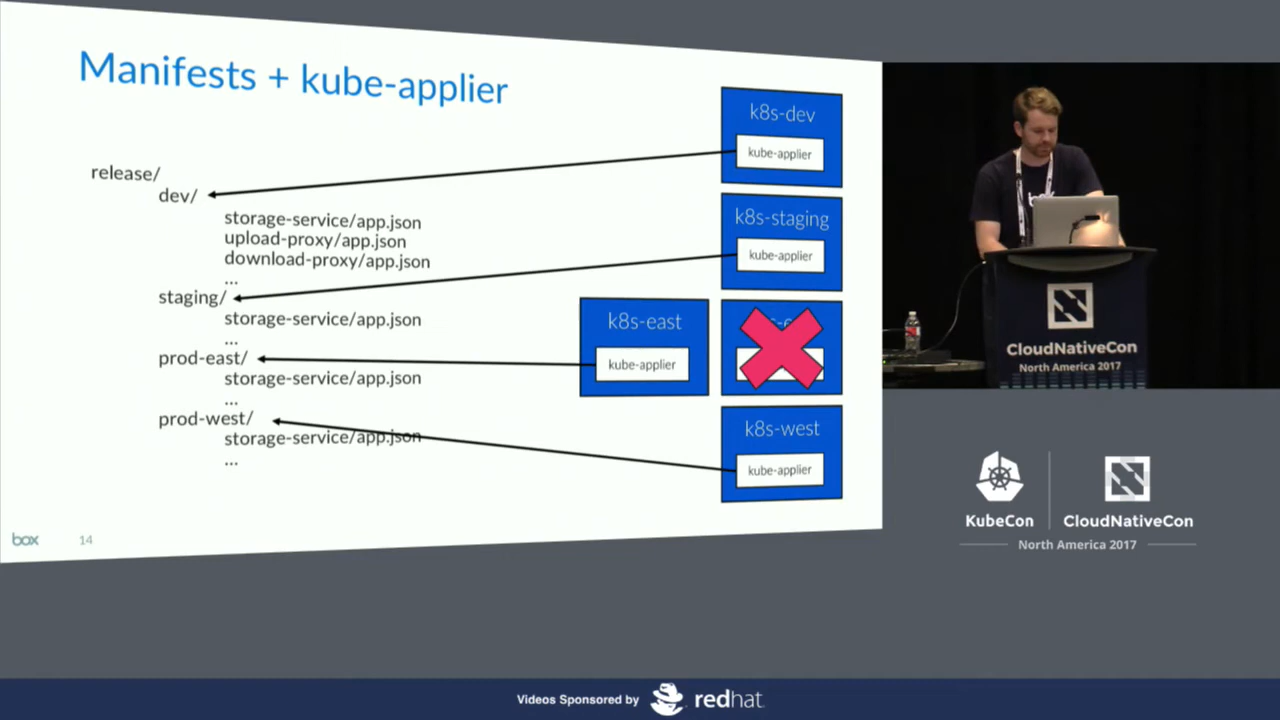 Manifests + kube-applier
release/
dev/
storage-service/app.json
upload-proxy/app.json
download-proxy/app.json
...
staging/
storage-service/app.json
...
prod-east/
storage-service/app.json
...
prod-west/
storage-service/app.json
...
k8s-dev
kube-applier
k8s-staging
kube-applier
k8s-east
kube-applier
k8s-west
kube-applier
box
14
CloudNativeCon
North America 2017
KubeCon
CloudNativeCon
North America 2017
Videos Sponsored by
redhat